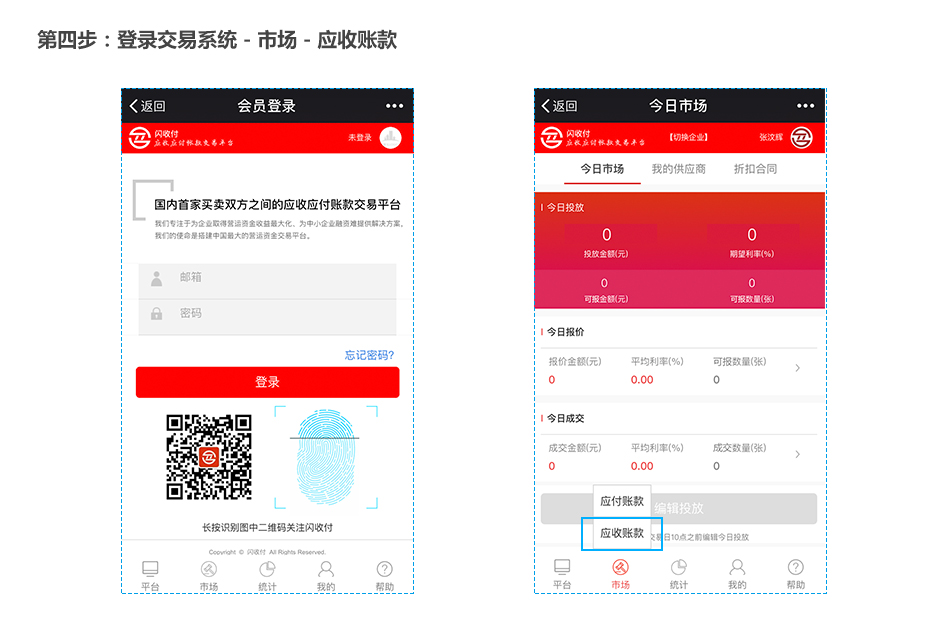 第四步：登录交易系统 - 市场 - 应收账款
返回
会员登录
闪收付
应收应付账款交易平台
未登录
国内首家买卖双方之间的应收应付账款交易平台
我们专注于为企业取得营运资金收益最大化、为中小企业融资难提供解决方案，
我们的使命是搭建中国最大的营运资金交易平台。
邮箱
密码
忘记密码?
登录
长按识别图中二维码关注闪收付
Copyright © 闪收付 All Rights Reserved.
平台 市场 统计 我的 帮助
返回
今日市场
闪收付
应收应付账款交易平台
【切换企业】
张汶辉
今日市场 我的供应商 折扣合同
今日投放
0 0
投放金额(元) 期望利率(%)
0 0
可报金额(元) 可报数量(张)
今日报价
报价金额(元) 平均利率(%) 可报数量(张)
0 0.00 0
今日成交
成交金额(元) 平均利率(%) 成交数量(张)
0 0.00 0
应付账款
编辑投放
应收账款
交易日10点之前编辑今日投放
平台 市场 统计 我的 帮助